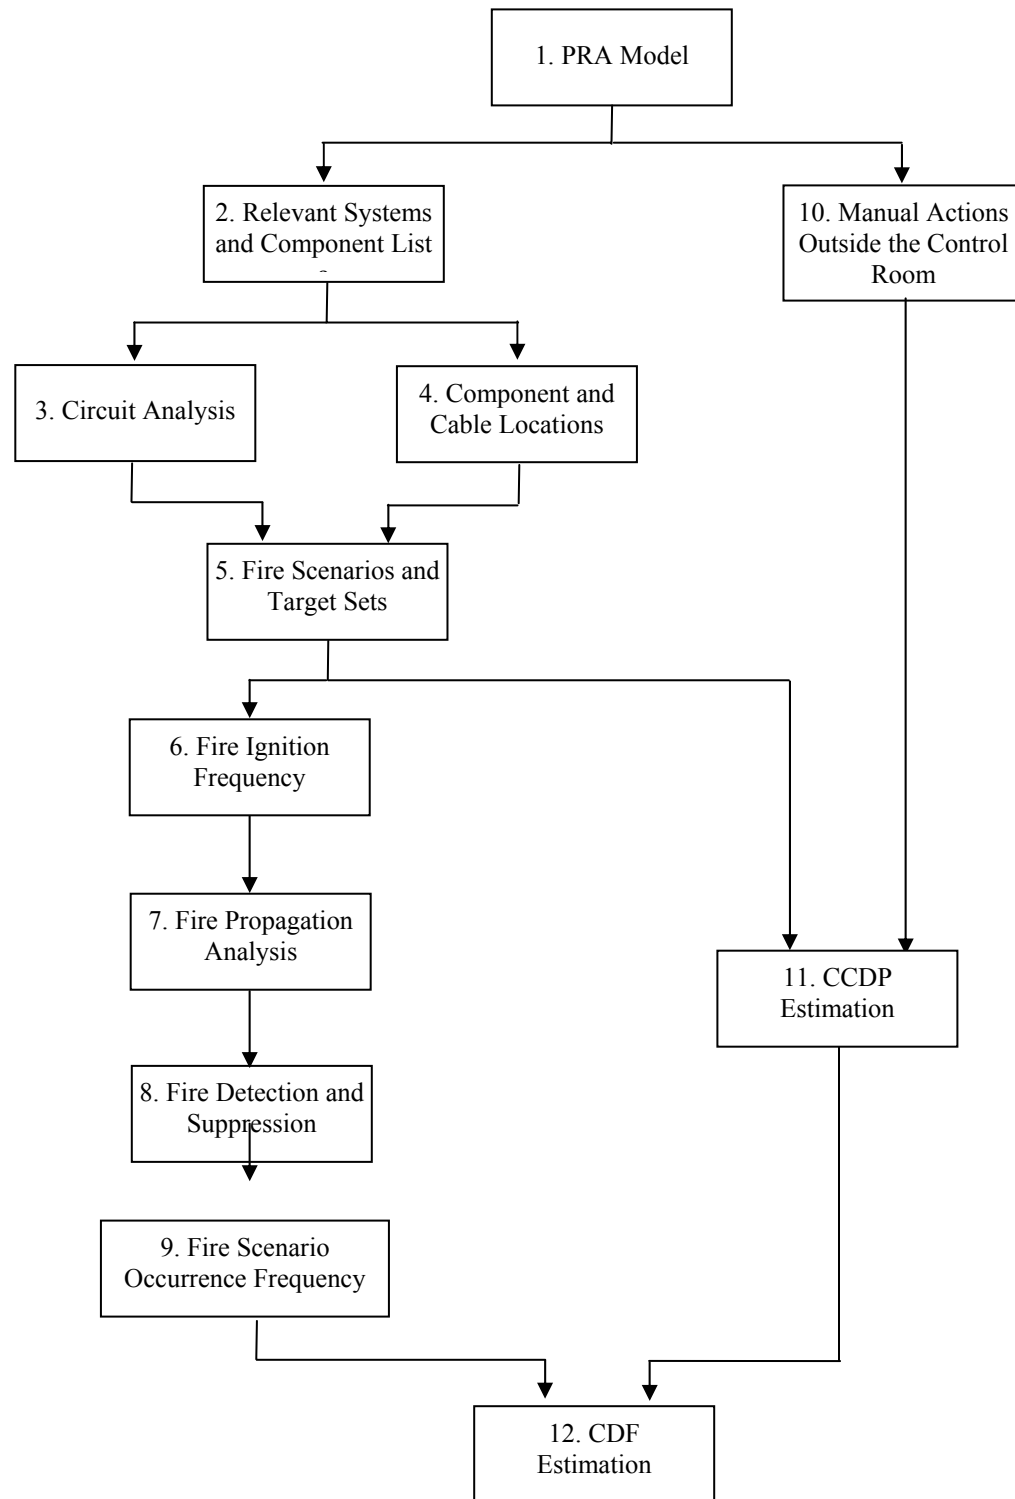 1. PRA Model
2. Relevant Systems
and Component List
10. Manual Actions
Outside the Control
Room
3. Circuit Analysis
4. Component and
Cable Locations
5. Fire Scenarios and
Target Sets
6. Fire Ignition
Frequency
7. Fire Propagation
Analysis
11. CCDP
Estimation
8. Fire Detection and
Suppression
9. Fire Scenario
Occurrence Frequency
12. CDF
Estimation